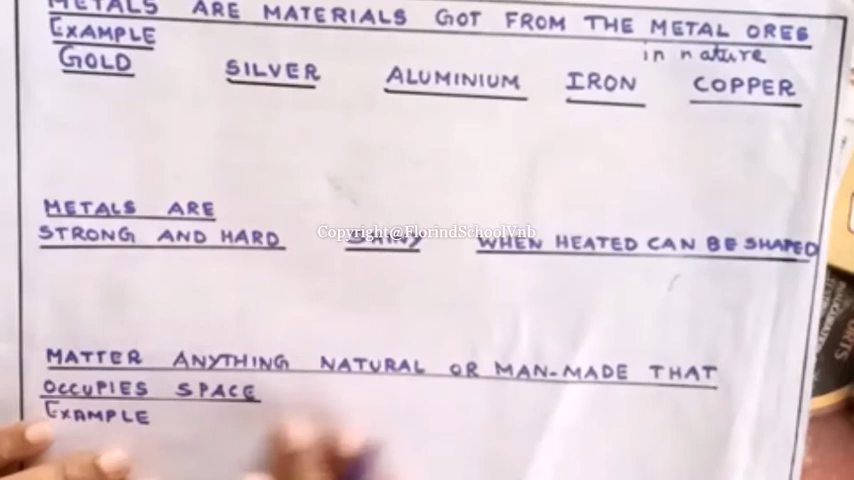 METALS ARE MATERIALS GOT FROM THE METAL ORES
in nature
EXAMPLE
GOLD SILVER ALUMINIUM IRON COPPER
METALS ARE
STRONG AND HARD SHINY WHEN HEATED CAN BE SHAPED
Copyright@FlorindSchoolVnb
MATTER ANYTHING NATURAL OR MAN-MADE THAT
OCCUPIES SPACE
EXAMPLE